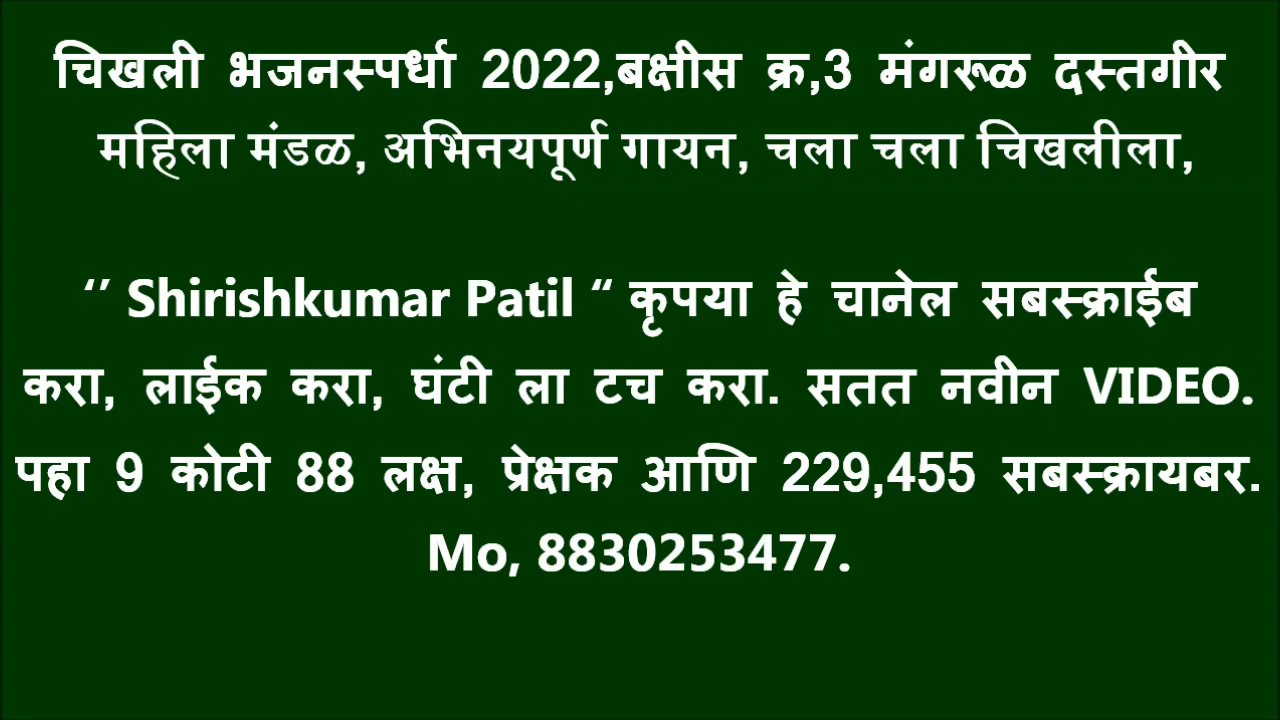 चिखली भजनस्पर्धा 2022,बक्षीस क्र,3 मंगरूळ दस्तगीर
महिला मंडळ, अभिनयपूर्ण गायन, चला चला चिखलीला,
‘’ Shirishkumar Patil “ कृपया हे चानेल सबस्क्राईब
करा, लाईक करा, घंटी ला टच करा. सतत नवीन VIDEO.
पहा 9 कोटी 88 लक्ष, प्रेक्षक आणि 229,455 सबस्क्रायबर.
Mo, 8830253477.